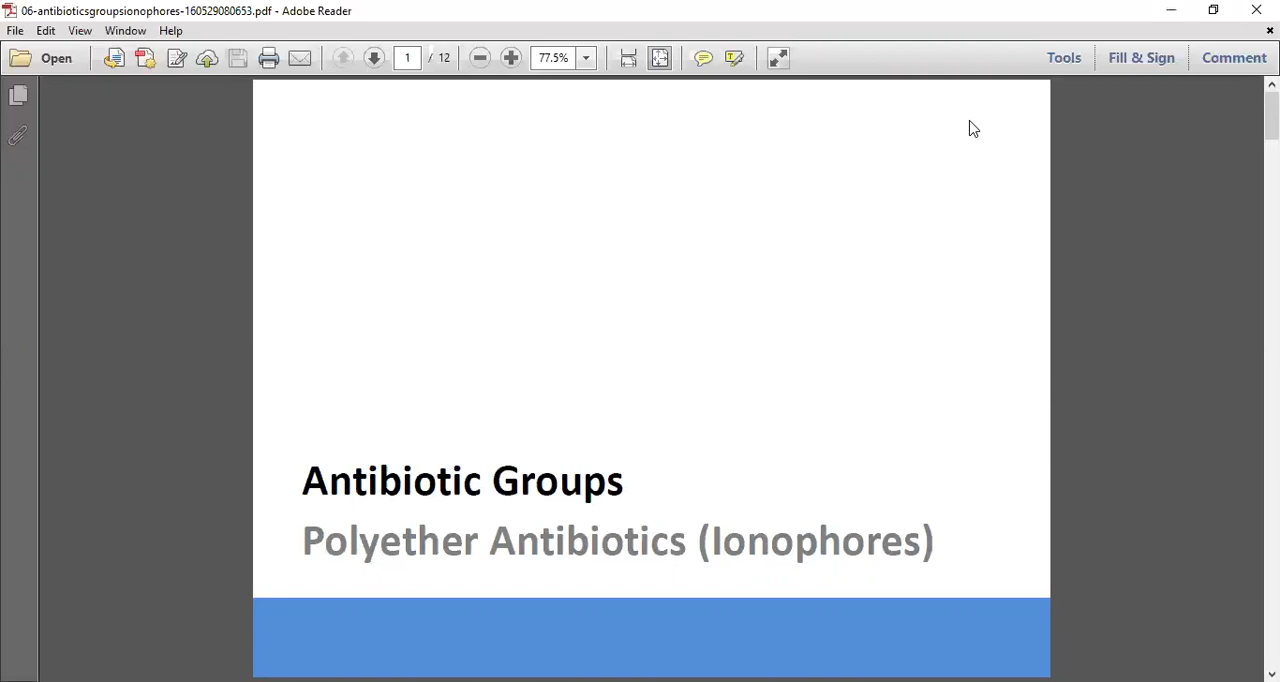 06-antibioticsgroupsionophores-160529080653.pdf - Adobe Reader
File Edit View Window Help
Open 1 / 12 77.5% Tools Fill & Sign Comment
Antibiotic Groups
Polyether Antibiotics (Ionophores)